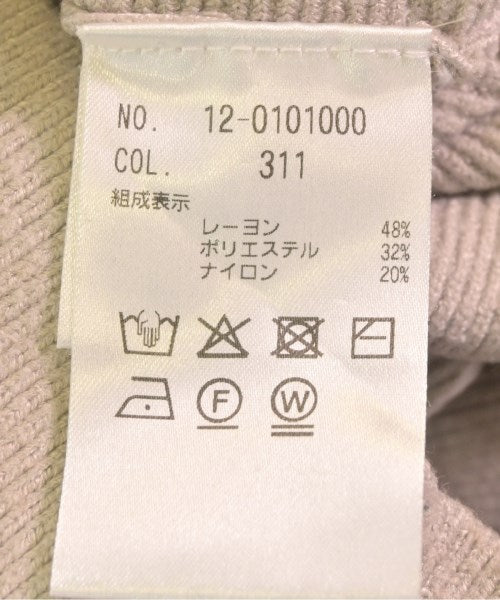 NO. 12-0101000
COL. 311
組成表示
レーヨン 48%
ポリエステル 32%
ナイロン 20%
F W